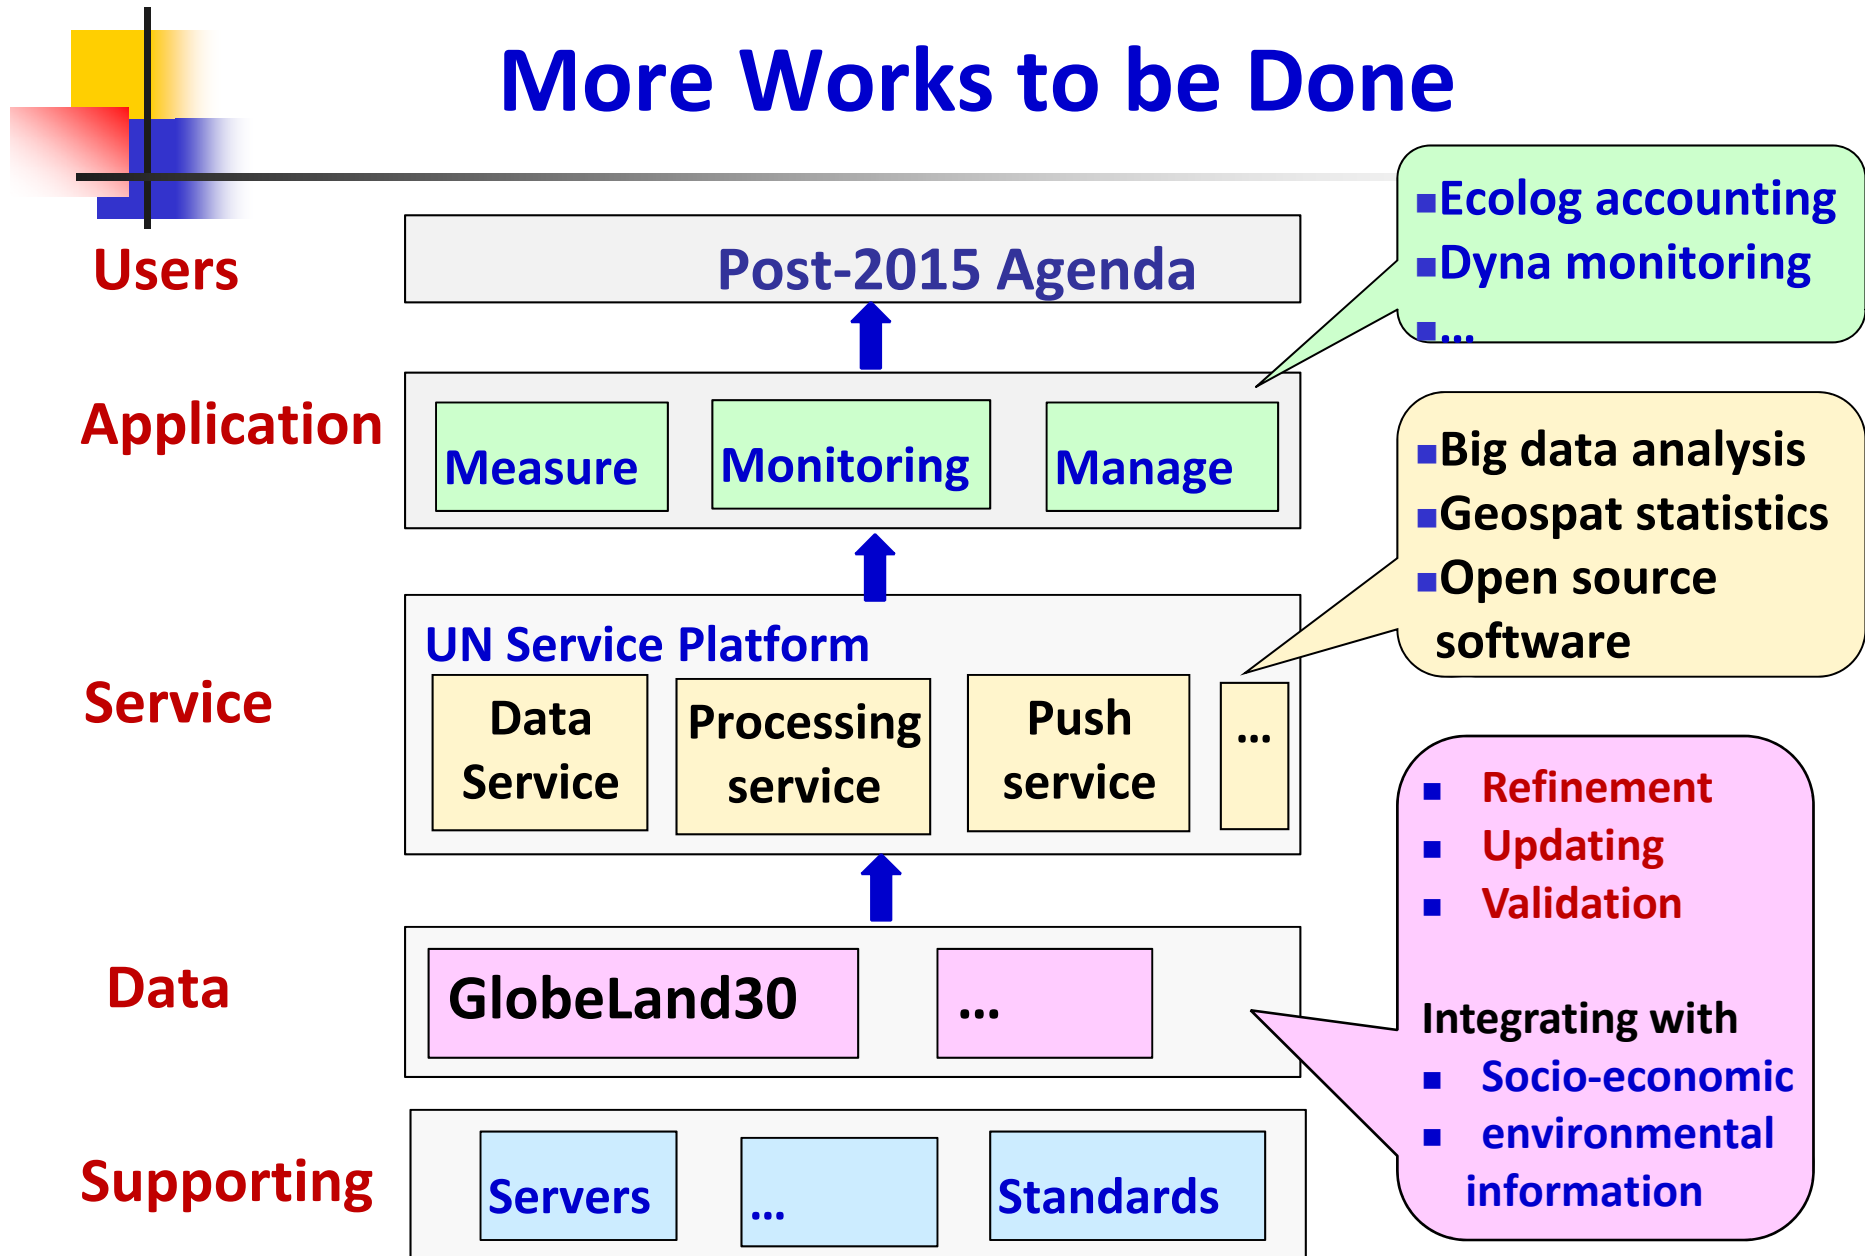 More Works to be Done
Users
Post-2015 Agenda
■Ecolog accounting
■Dyna monitoring
■...
Application
Measure
Monitoring
Manage
■Big data analysis
■Geospat statistics
■Open source
software
Service
UN Service Platform
Data
Service
Processing
service
Push
service
...
Data
GlobeLand30
...
■ Refinement
■ Updating
■ Validation
Integrating with
■ Socio-economic
■ environmental
information
Supporting
Servers
...
Standards